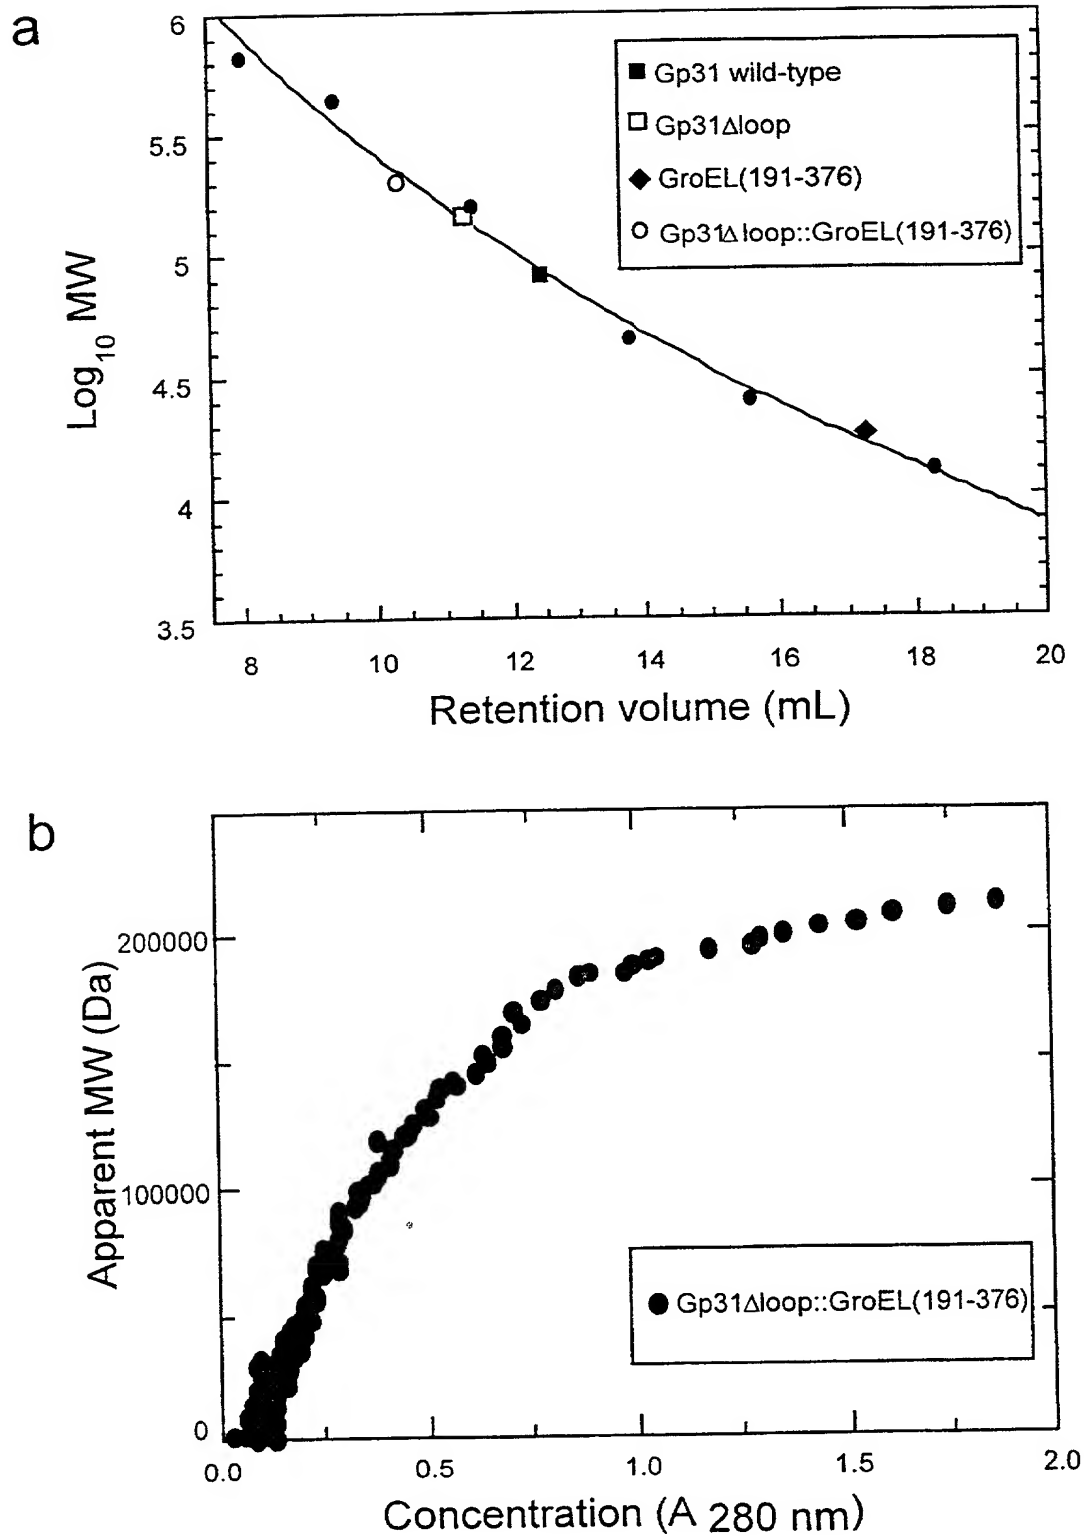 a
6
5.5
5
4.5
4
3.5
Log10 MW
Gp31 wild-type
Gp31Δloop
GroEL(191-376)
Gp31Δloop::GroEL(191-376)
8 10 12 14 16 18 20
Retention volume (mL)
b
200000
100000
0
Apparent MW (Da)
Gp31Δloop::GroEL(191-376)
0.0 0.5 1.0 1.5 2.0
Concentration (A 280 nm)